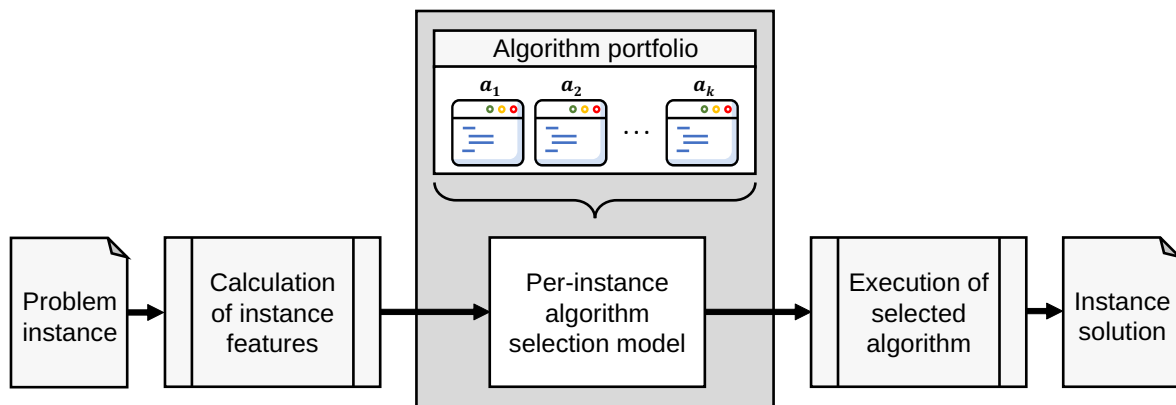 Algorithm portfolio
a1 a2 ... ak
Problem
instance
Calculation
of instance
features
Per-instance
algorithm
selection model
Execution of
selected
algorithm
Instance
solution